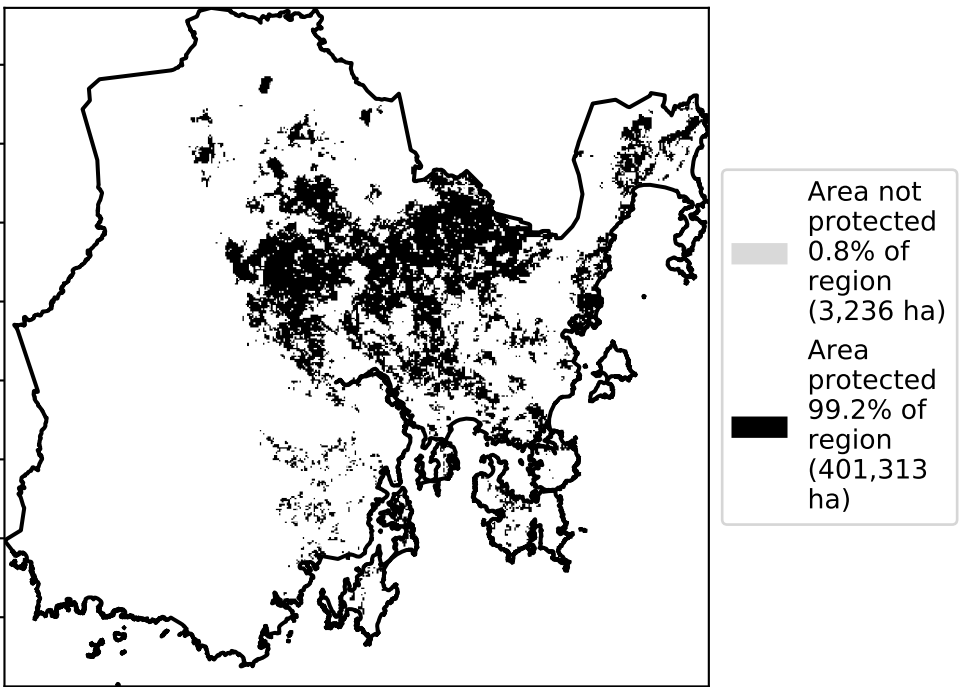 Area not
protected
0.8% of
region
(3,236 ha)
Area
protected
99.2% of
region
(401,313
ha)